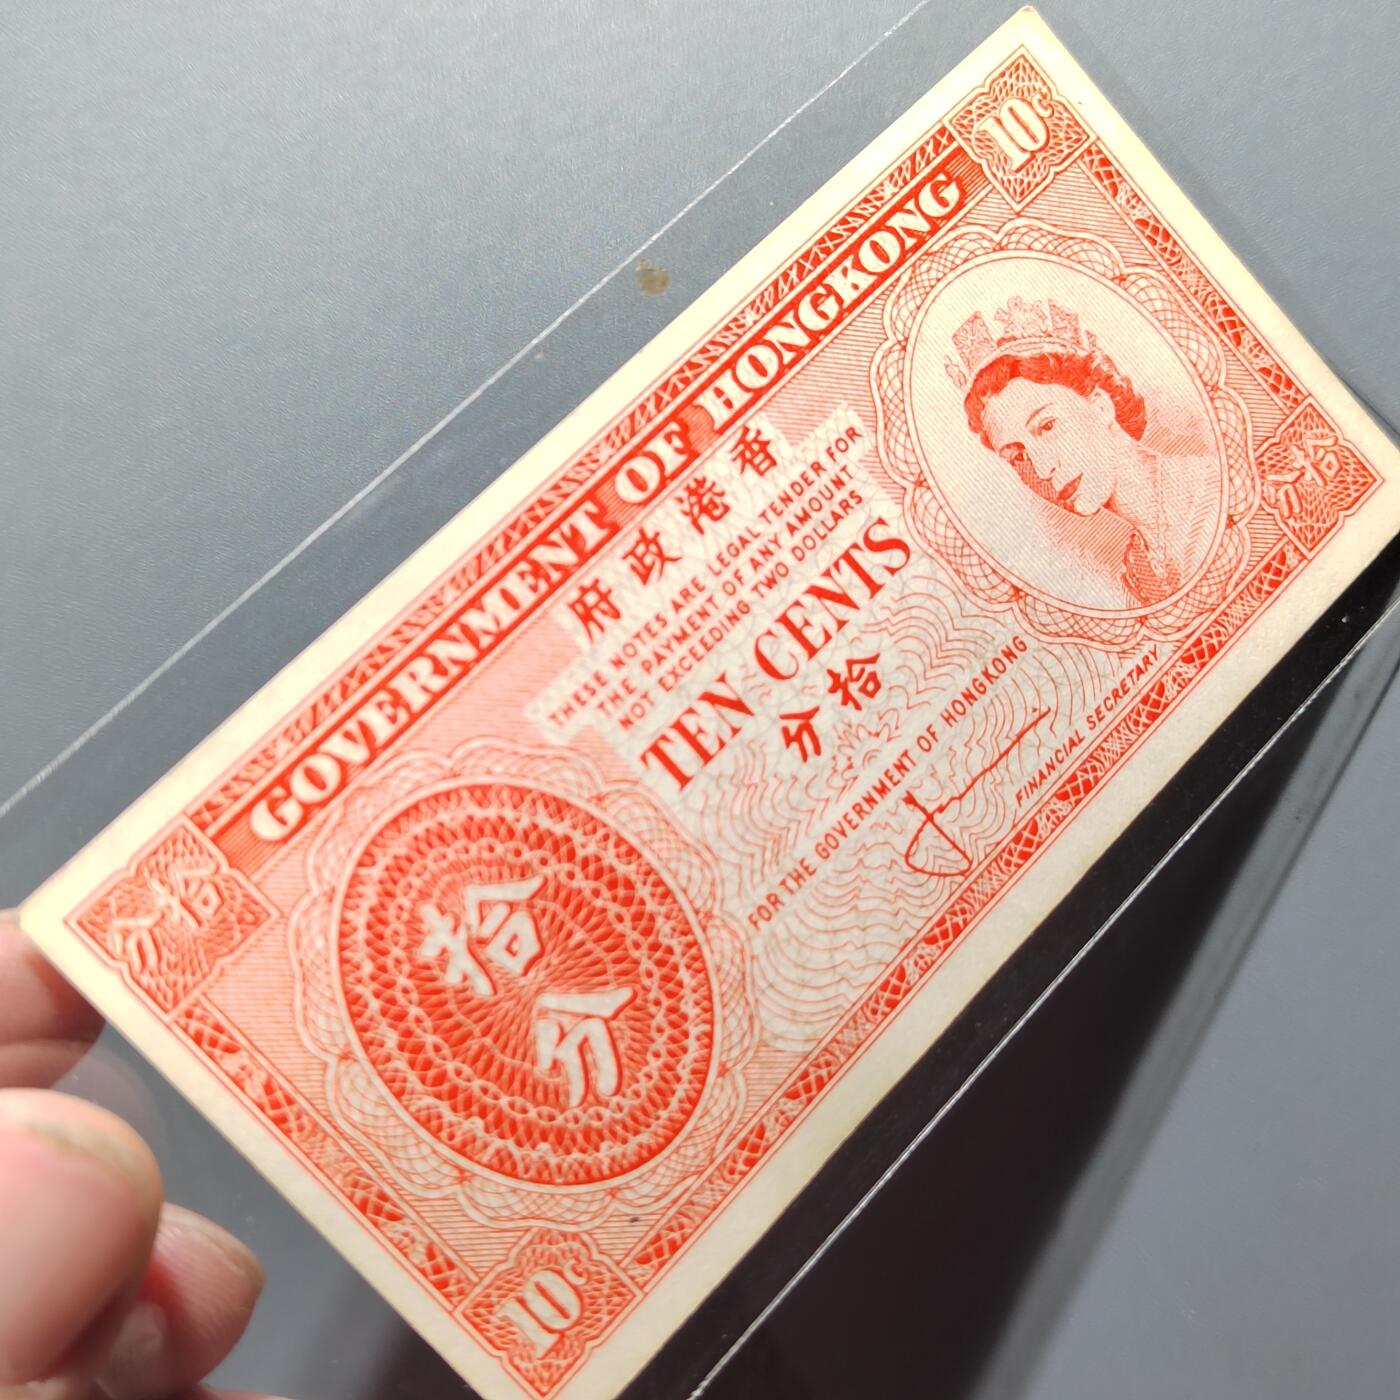 GOVERNMENT OF HONGKONG
10¢
拾分
府政港香
THESE NOTES ARE LEGAL TENDER FOR
THE PAYMENT OF ANY AMOUNT
NOT EXCEEDING TWO DOLLARS
TEN CENTS
分拾
拾分
分拾
FOR THE GOVERNMENT OF HONGKONG
FINANCIAL SECRETARY
10¢